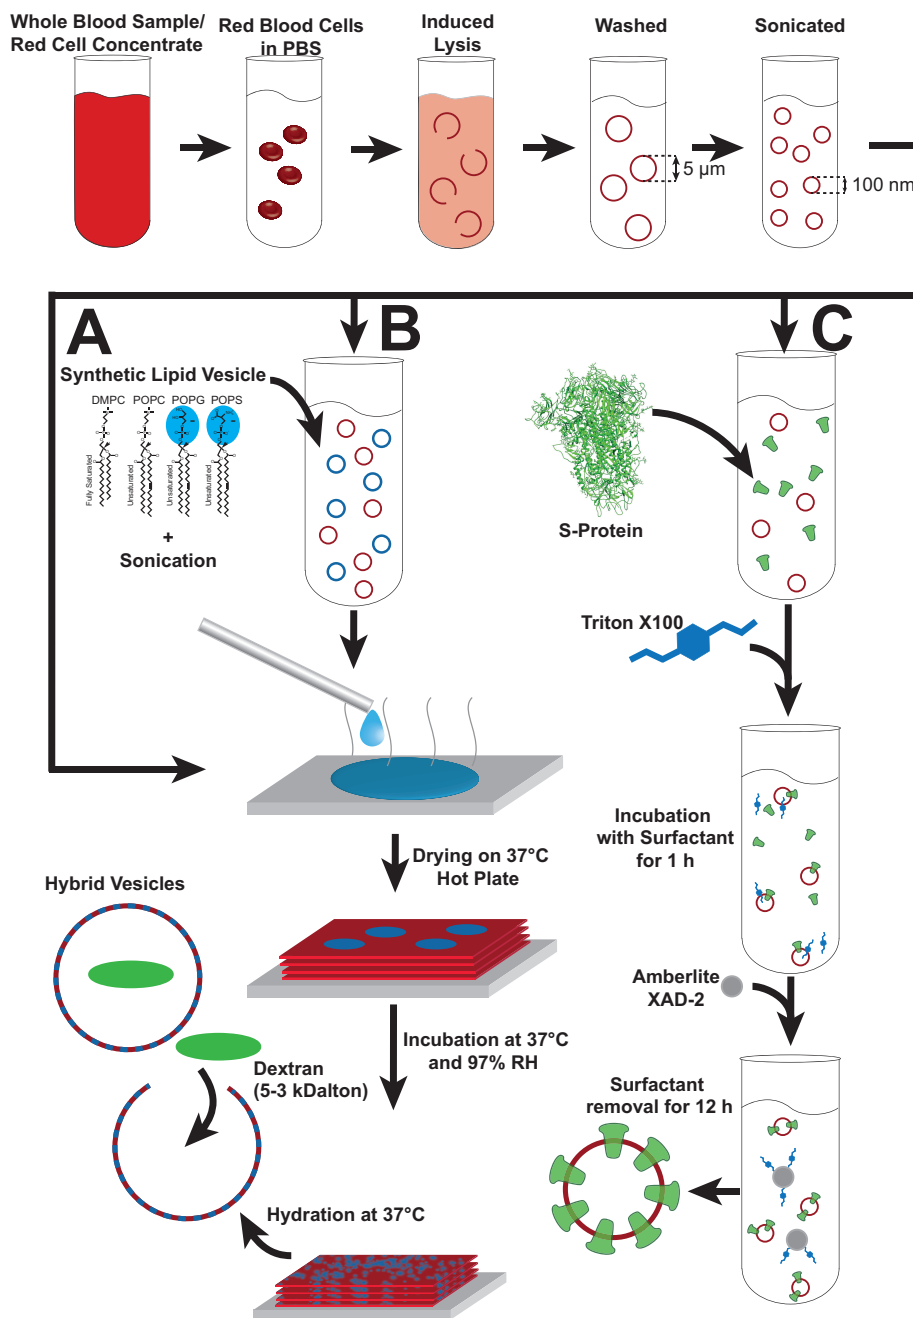 Whole Blood Sample/
Red Cell Concentrate
Red Blood Cells
in PBS
Induced
Lysis
Washed
Sonicated
5 µm
100 nm
A
B
C
Synthetic Lipid Vesicle
DMPC
POPC
POPG
POPS
Fully Saturated
Unsaturated
Unsaturated
Unsaturated
+
Sonication
S-Protein
Triton X100
Incubation
with Surfactant
for 1 h
Drying on 37°C
Hot Plate
Hybrid Vesicles
Amberlite
XAD-2
Incubation at 37°C
and 97% RH
Dextran
(5-3 kDalton)
Surfactant
removal for 12 h
Hydration at 37°C